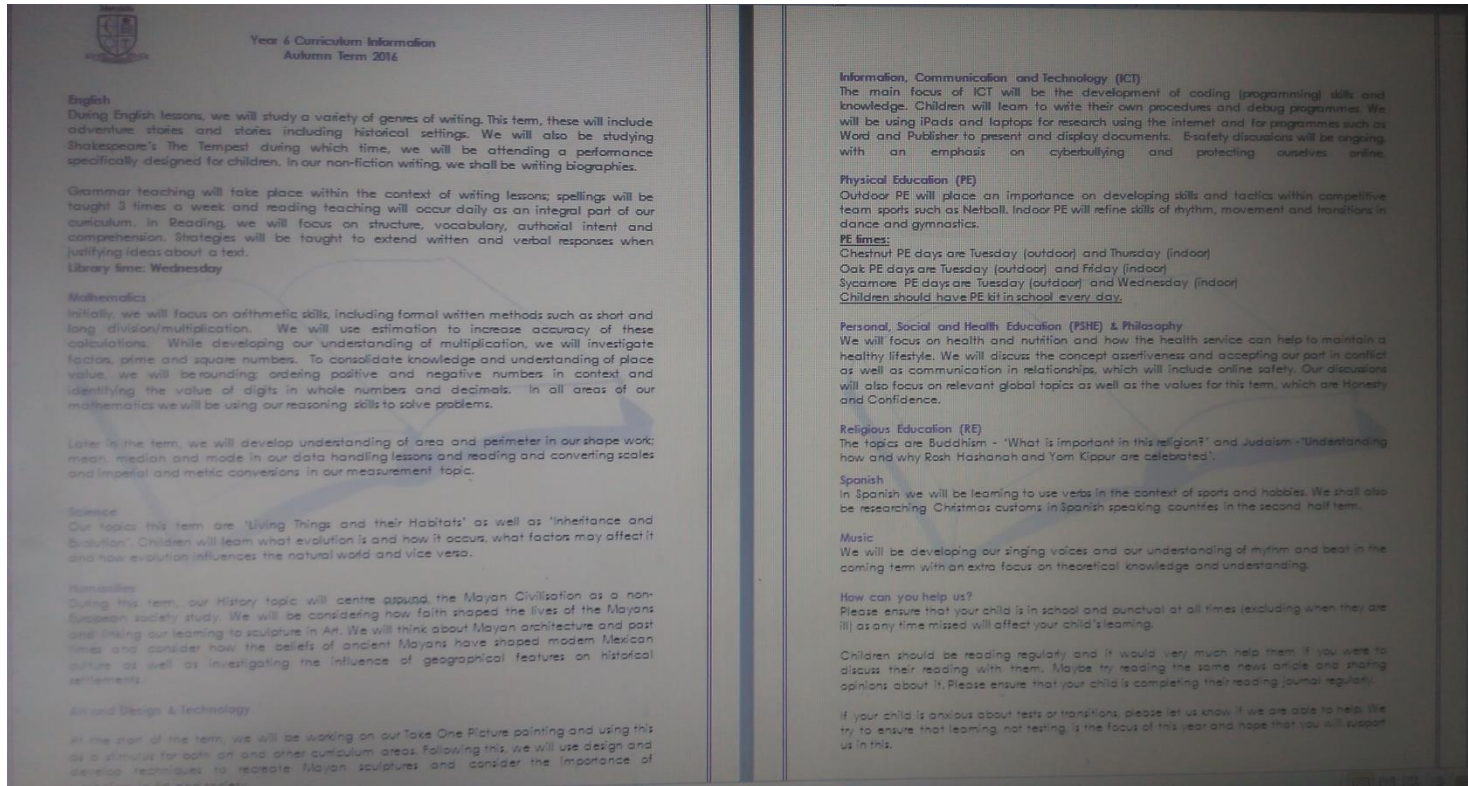 Year 6 Curriculum Information
Autumn Term 2016
English
During English lessons, we will study a variety of genres of writing. This term, these will include
adventure stories and stories including historical settings. We will also be studying
Shakespeare's The Tempest during which time, we will be attending a performance
specifically designed for children. In our non-fiction writing, we shall be writing biographies.
Grammar teaching will take place within the context of writing lessons; spellings will be
taught 3 times a week and reading teaching will occur daily as an integral part of our
curriculum. In Reading, we will focus on structure, vocabulary, authorial intent and
comprehension. Strategies will be taught to extend written and verbal responses when
justifying ideas about a text.
Library time: Wednesday
Mathematics
Initially, we will focus on arithmetic skills, including formal written methods such as short and
long division/multiplication. We will use estimation to increase accuracy of these
calculations. While developing our understanding of multiplication, we will investigate
factors, prime and square numbers. To consolidate knowledge and understanding of place
value, we will be rounding; ordering positive and negative numbers in context and
identifying the value of digits in whole numbers and decimals. In all areas of our
mathematics we will be using our reasoning skills to solve problems.
Later in the term, we will develop understanding of area and perimeter in our shape work;
mean, median and mode in our data handling lessons and reading and converting scales
and imperial and metric conversions in our measurement topic.
Science
Our topics this term are 'Living Things and their Habitats' as well as 'Inheritance and
Evolution'. Children will learn what evolution is and how it occurs, what factors may affect it
and how evolution influences the natural world and vice versa.
Humanities
During this term, our History topic will centre around the Mayan Civilisation as a non-
European society study. We will be considering how faith shaped the lives of the Mayans
and linking our learning to sculpture in Art. We will think about Mayan architecture and past
times and consider how the beliefs of ancient Mayans have shaped modern Mexican
culture as well as investigating the influence of geographical features on historical
settlements.
Art and Design & Technology
At the start of the term, we will be working on our Take One Picture painting and using this
as a stimulus for both art and other curriculum areas. Following this, we will use design and
develop techniques to recreate Mayan sculptures and consider the importance of
Information, Communication and Technology (ICT)
The main focus of ICT will be the development of coding (programming) skills and
knowledge. Children will learn to write their own procedures and debug programmes. We
will be using iPads and laptops for research using the internet and for programmes such as
Word and Publisher to present and display documents. E-safety discussions will be ongoing,
with an emphasis on cyberbullying and protecting ourselves online.
Physical Education (PE)
Outdoor PE will place an importance on developing skills and tactics within competitive
team sports such as Netball. Indoor PE will refine skills of rhythm, movement and transitions in
dance and gymnastics.
PE times:
Chestnut PE days are Tuesday (outdoor) and Thursday (indoor)
Oak PE days are Tuesday (outdoor) and Friday (indoor)
Sycamore PE days are Tuesday (outdoor) and Wednesday (indoor)
Children should have PE kit in school every day.
Personal, Social and Health Education (PSHE) & Philosophy
We will focus on health and nutrition and how the health service can help to maintain a
healthy lifestyle. We will discuss the concept assertiveness and accepting our part in conflict
as well as communication in relationships, which will include online safety. Our discussions
will also focus on relevant global topics as well as the values for this term, which are Honesty
and Confidence.
Religious Education (RE)
The topics are Buddhism - 'What is important in this religion?' and Judaism -'Understanding
how and why Rosh Hashanah and Yom Kippur are celebrated'.
Spanish
In Spanish we will be learning to use verbs in the context of sports and hobbies. We shall also
be researching Christmas customs in Spanish speaking countries in the second half term.
Music
We will be developing our singing voices and our understanding of rhythm and beat in the
coming term with an extra focus on theoretical knowledge and understanding.
How can you help us?
Please ensure that your child is in school and punctual at all times (excluding when they are
ill) as any time missed will affect your child's learning.
Children should be reading regularly and it would very much help them if you were to
discuss their reading with them. Maybe try reading the same news article and sharing
opinions about it. Please ensure that your child is completing their reading journal regularly.
If your child is anxious about tests or transitions, please let us know if we are able to help. We
try to ensure that learning, not testing, is the focus of this year and hope that you will support
us in this.